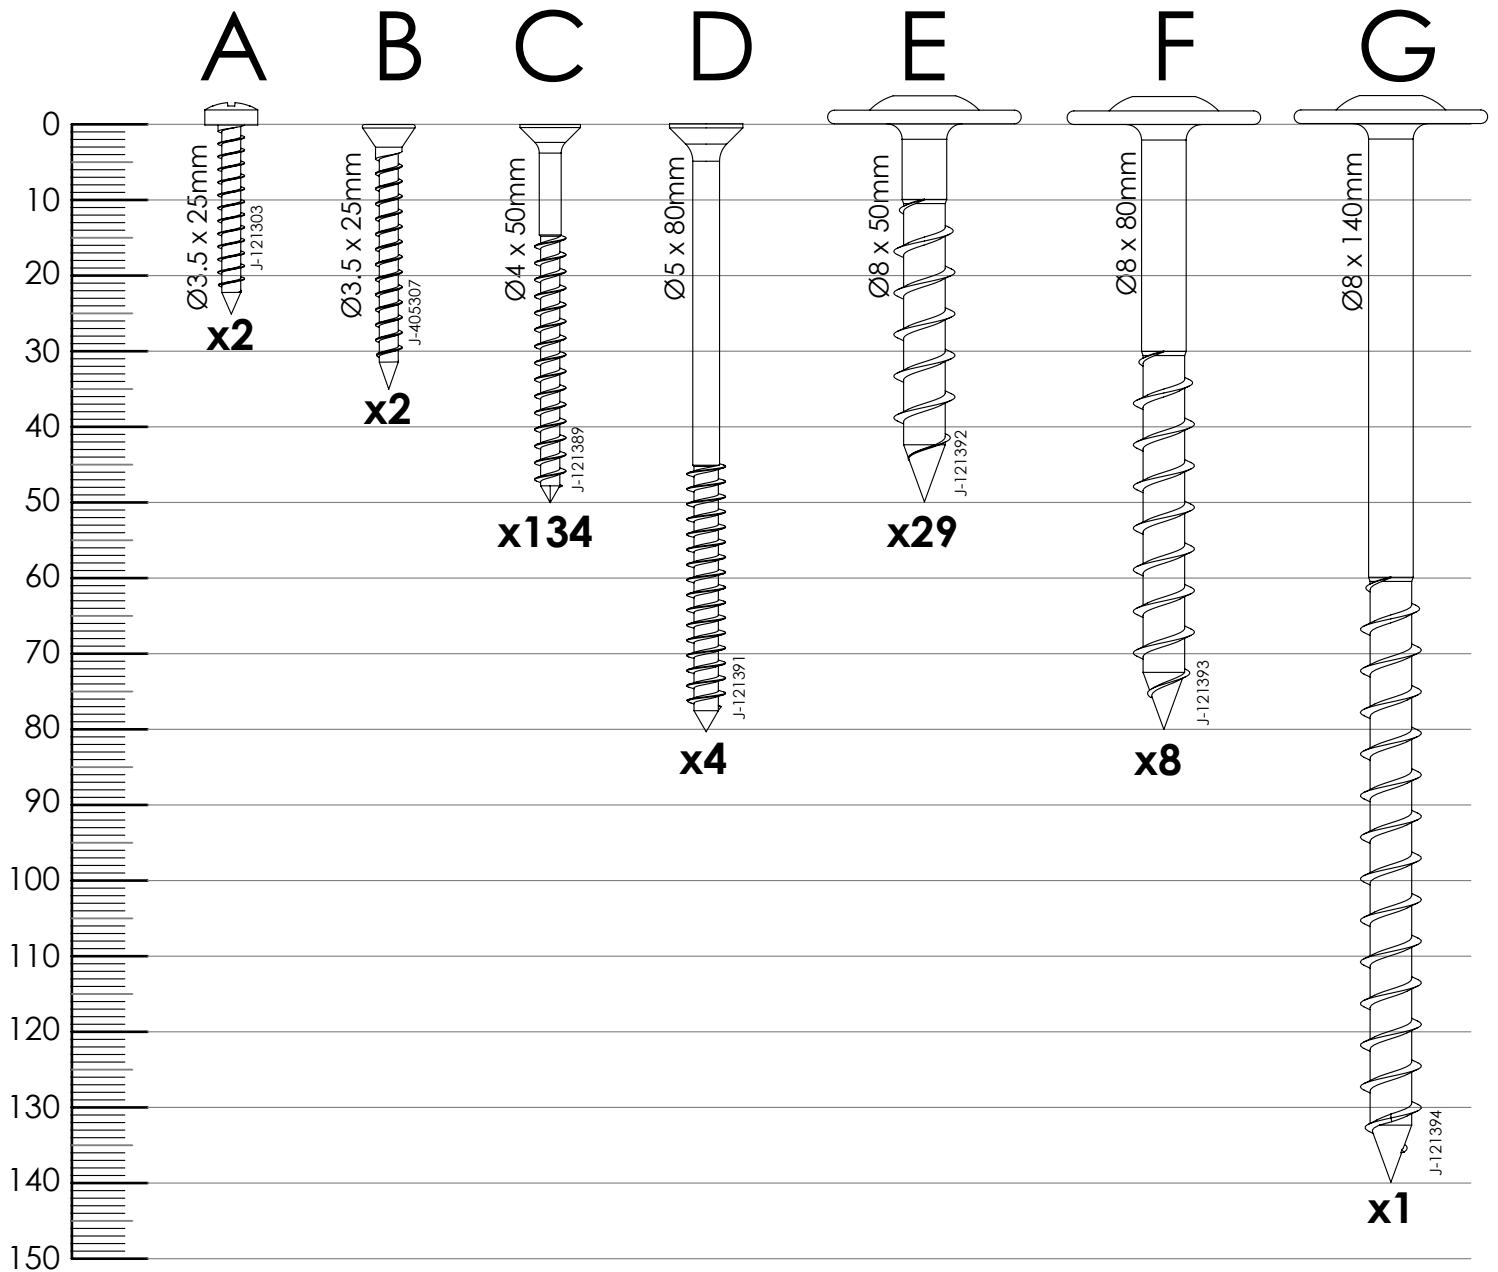 A B C D E F G
0
10
20
30
40
50
60
70
80
90
100
110
120
130
140
150
Ø3.5 x 25mm
J-121303
x2
Ø3.5 x 25mm
J-405307
x2
Ø4 x 50mm
J-121389
x134
Ø5 x 80mm
J-121391
x4
Ø8 x 50mm
J-121392
x29
Ø8 x 80mm
J-121393
x8
Ø8 x 140mm
J-121394
x1